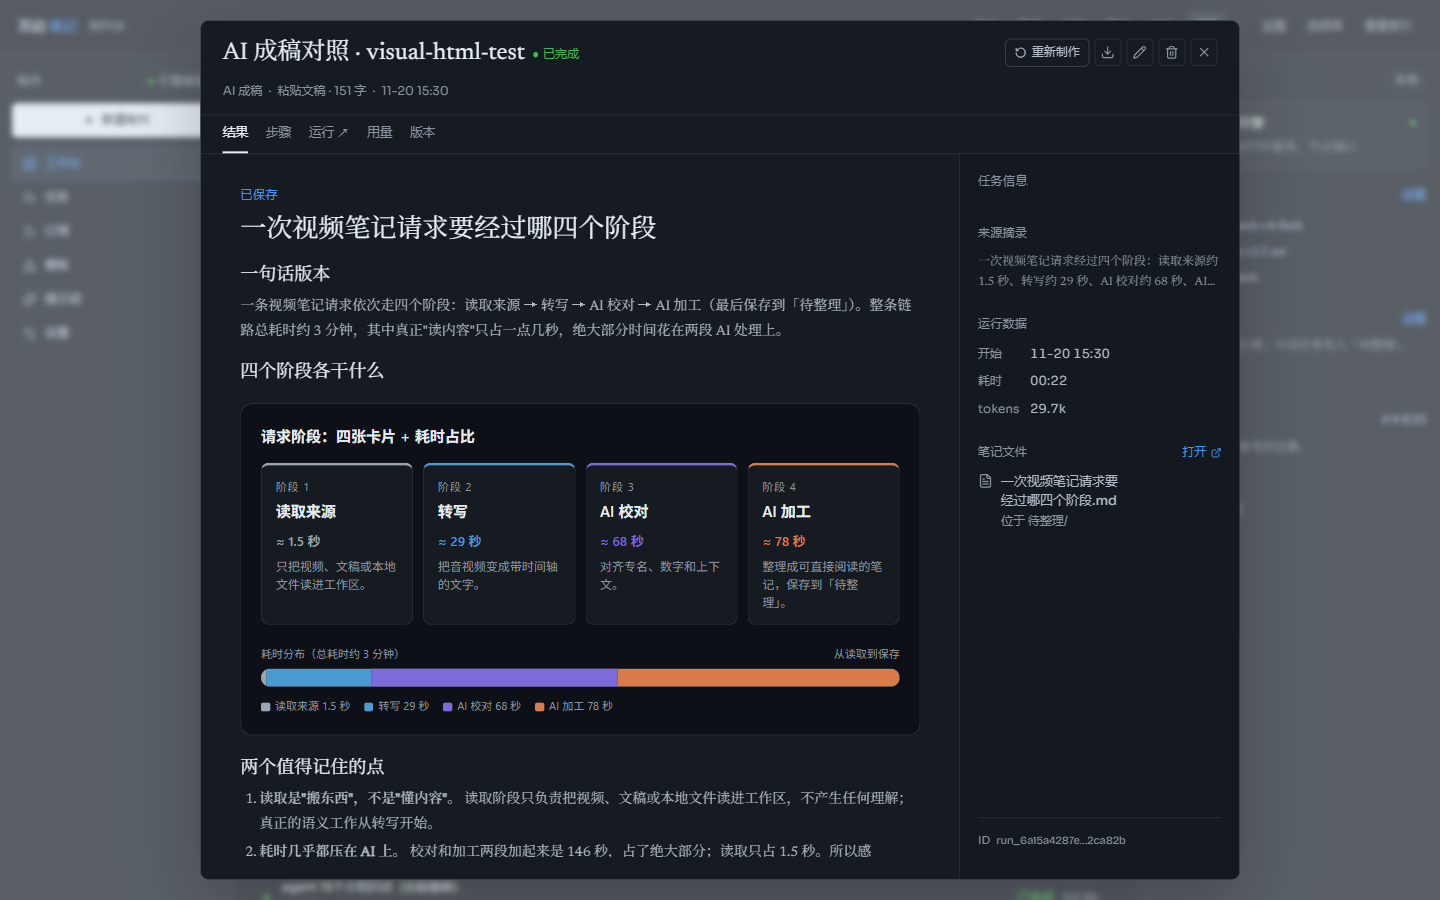 AI 成稿对照 · visual-html-test
已完成
重新制作
AI 成稿 · 粘贴文稿 · 151 字 · 11-20 15:30
结果
步骤
运行 ↗
用量
版本
已保存
一次视频笔记请求要经过哪四个阶段
一句话版本
一条视频笔记请求依次走四个阶段：读取来源 → 转写 → AI 校对 → AI 加工（最后保存到「待整理」）。整条链
路总耗时约 3 分钟，其中真正"读内容"只占一点几秒，绝大部分时间花在两段 AI 处理上。
四个阶段各干什么
请求阶段：四张卡片 + 耗时占比
阶段 1
读取来源
≈ 1.5 秒
只把视频、文稿或本地
文件读进工作区。
阶段 2
转写
≈ 29 秒
把音视频变成带时间轴
的文字。
阶段 3
AI 校对
≈ 68 秒
对齐专名、数字和上下
文。
阶段 4
AI 加工
≈ 78 秒
整理成可直接阅读的笔
记，保存到「待整
理」。
耗时分布（总耗时约 3 分钟）
从读取到保存
读取来源 1.5 秒
转写 29 秒
AI 校对 68 秒
AI 加工 78 秒
两个值得记住的点
1. 读取是"搬东西"，不是"懂内容"。 读取阶段只负责把视频、文稿或本地文件读进工作区，不产生任何理解；
真正的语义工作从转写开始。
2. 耗时几乎都压在 AI 上。 校对和加工两段加起来是 146 秒，占了绝大部分；读取只占 1.5 秒。所以感
任务信息
来源摘录
一次视频笔记请求经过四个阶段：读取来源约
1.5 秒、转写约 29 秒、AI 校对约 68 秒、AI...
运行数据
开始 11-20 15:30
耗时 00:22
tokens 29.7k
笔记文件
打开
一次视频笔记请求要
经过哪四个阶段.md
位于 待整理/
ID run_6a15a4287e...2ca82b